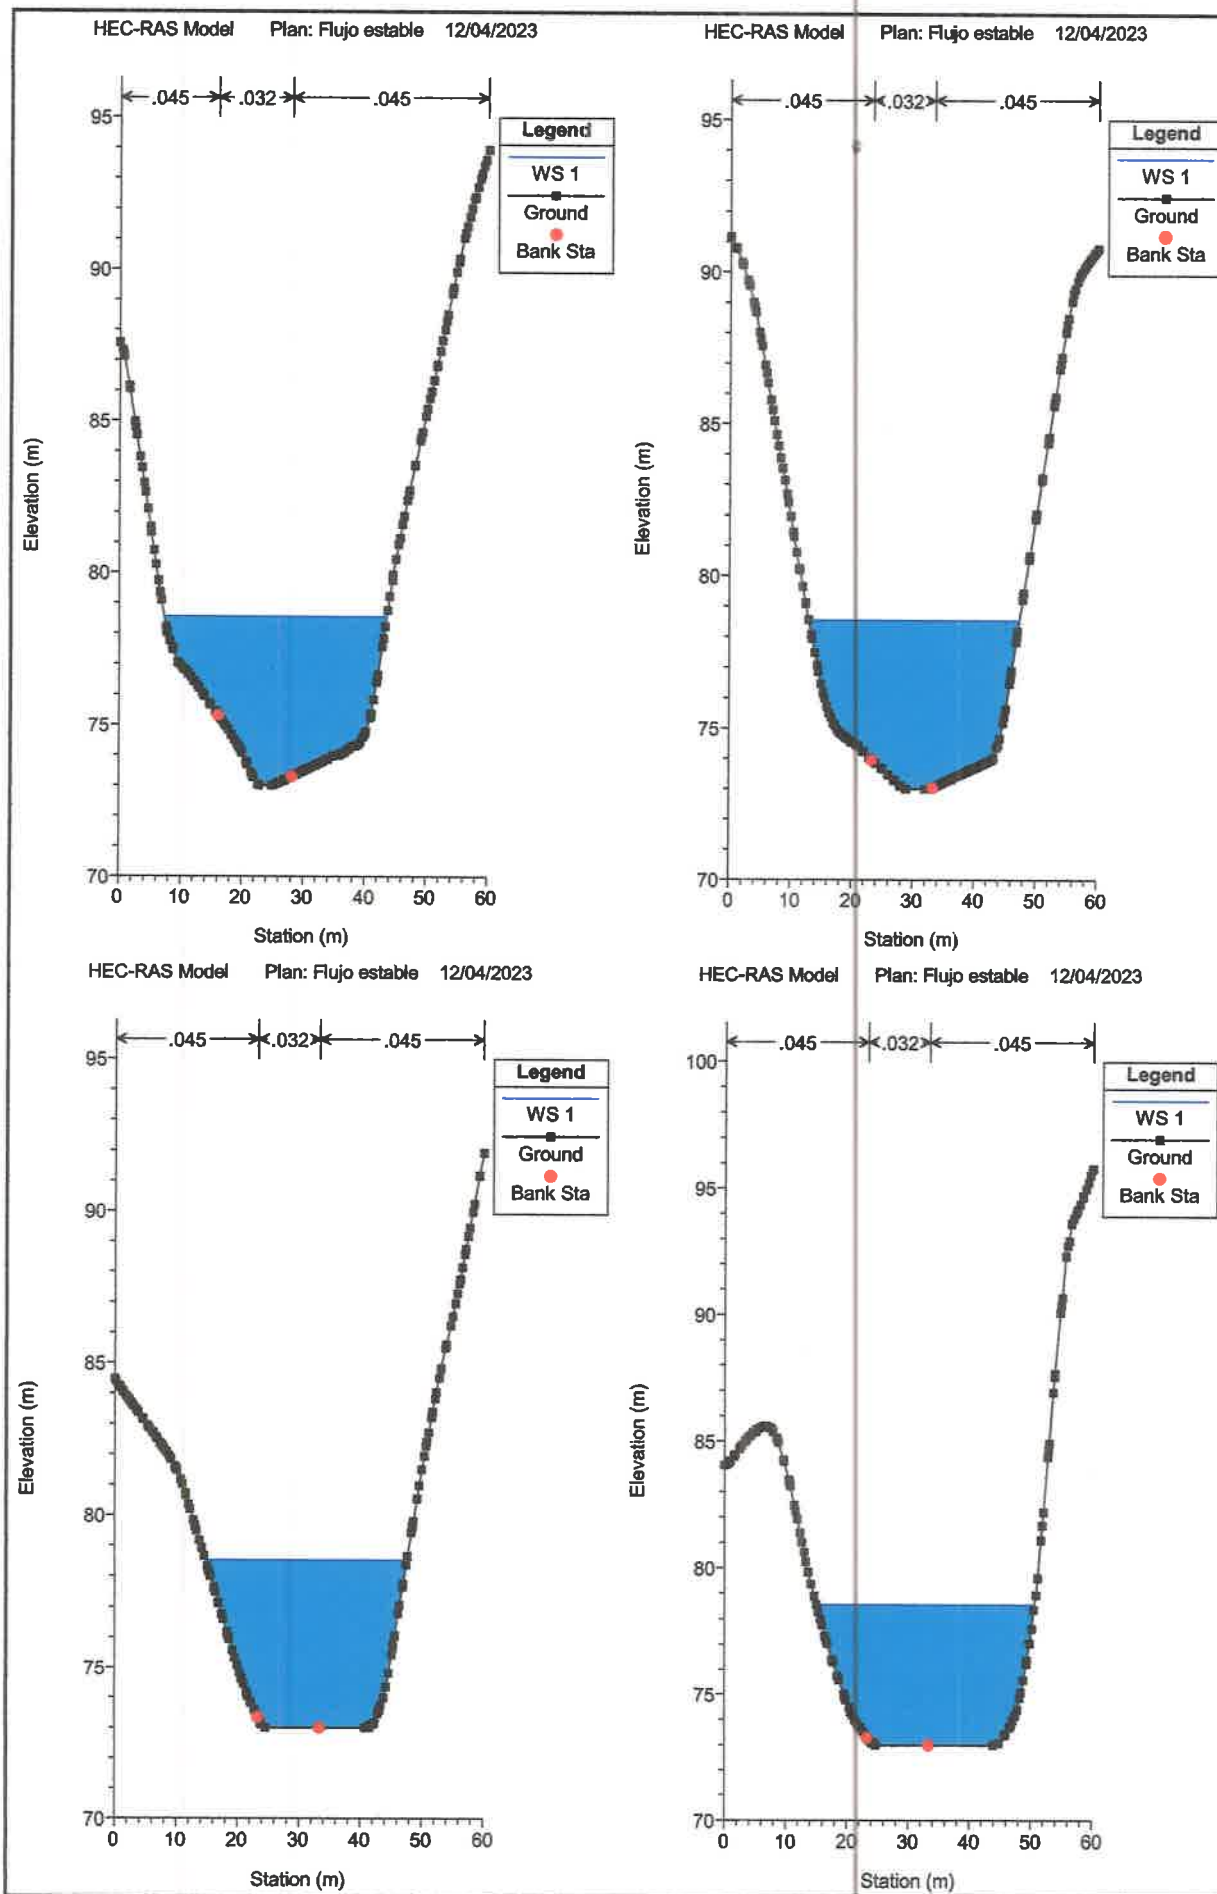 HEC-RAS Model Plan: Flujo estable 12/04/2023
.045 .032 .045
95
90
85
80
75
70
0 10 20 30 40 50 60
Elevation (m)
Station (m)
Legend
WS 1
Ground
Bank Sta
HEC-RAS Model Plan: Flujo estable 12/04/2023
.045 .032 .045
95
90
85
80
75
70
0 10 20 30 40 50 60
Elevation (m)
Station (m)
Legend
WS 1
Ground
Bank Sta
HEC-RAS Model Plan: Flujo estable 12/04/2023
.045 .032 .045
95
90
85
80
75
70
0 10 20 30 40 50 60
Elevation (m)
Station (m)
Legend
WS 1
Ground
Bank Sta
HEC-RAS Model Plan: Flujo estable 12/04/2023
.045 .032 .045
100
95
90
85
80
75
70
0 10 20 30 40 50 60
Elevation (m)
Station (m)
Legend
WS 1
Ground
Bank Sta